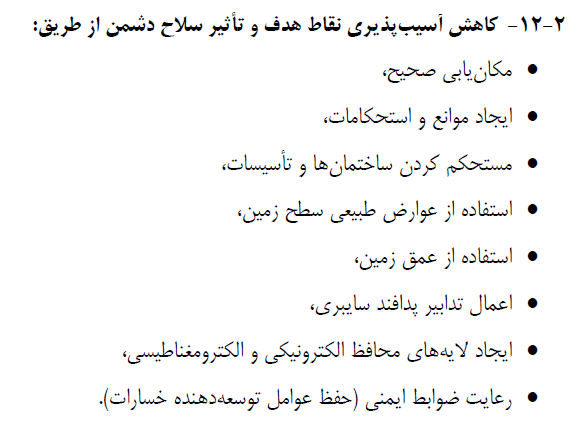 ۲-۱۲- کاهش آسیب‌پذیری نقاط هدف و تأثیر سلاح دشمن از طریق:
• مکان‌یابی صحیح،
• ایجاد موانع و استحکامات،
• مستحکم کردن ساختمان‌ها و تأسیسات،
• استفاده از عوارض طبیعی سطح زمین،
• استفاده از عمق زمین،
• اعمال تدابیر پدافند سایبری،
• ایجاد لایه‌های محافظ الکترونیکی و الکترومغناطیسی،
• رعایت ضوابط ایمنی (حفظ عوامل توسعه‌دهنده خسارات).